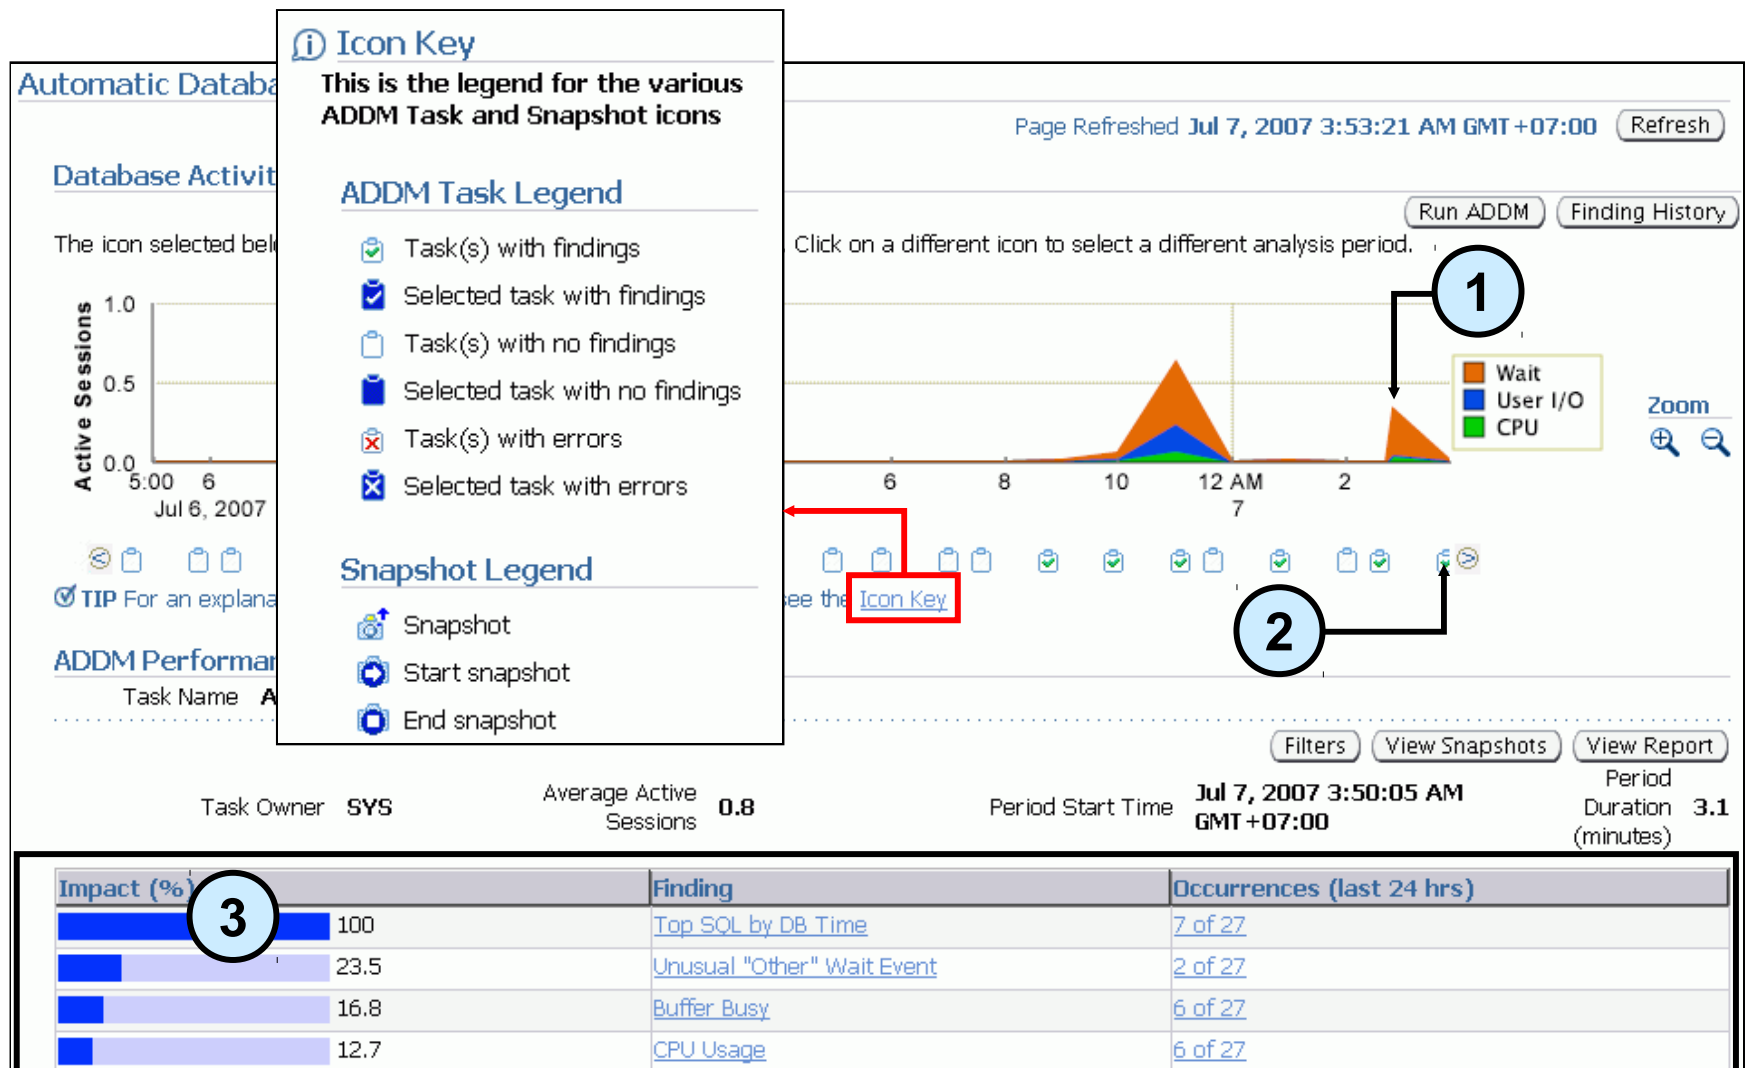 Icon Key
This is the legend for the various
ADDM Task and Snapshot icons
ADDM Task Legend
Task(s) with findings
Selected task with findings
Task(s) with no findings
Selected task with no findings
Task(s) with errors
Selected task with errors
Snapshot Legend
Snapshot
Start snapshot
End snapshot
Automatic Databa
Page Refreshed Jul 7, 2007 3:53:21 AM GMT+07:00 Refresh
Database Activit
Run ADDM Finding History
The icon selected bel Click on a different icon to select a different analysis period.
1
Active Sessions
1.0
0.5
0.0
Wait
User I/O
CPU
Zoom
5:00 6 6 8 10 12 AM 2
Jul 6, 2007 7
TIP For an explana see the Icon Key
2
ADDM Performa
Task Name A
Filters View Snapshots View Report
Task Owner SYS Average Active Sessions 0.8 Period Start Time Jul 7, 2007 3:50:05 AM GMT+07:00 Period Duration (minutes) 3.1
Impact (%) Finding Occurrences (last 24 hrs)
3
100 Top SQL by DB Time 7 of 27
23.5 Unusual "Other" Wait Event 2 of 27
16.8 Buffer Busy 6 of 27
12.7 CPU Usage 6 of 27